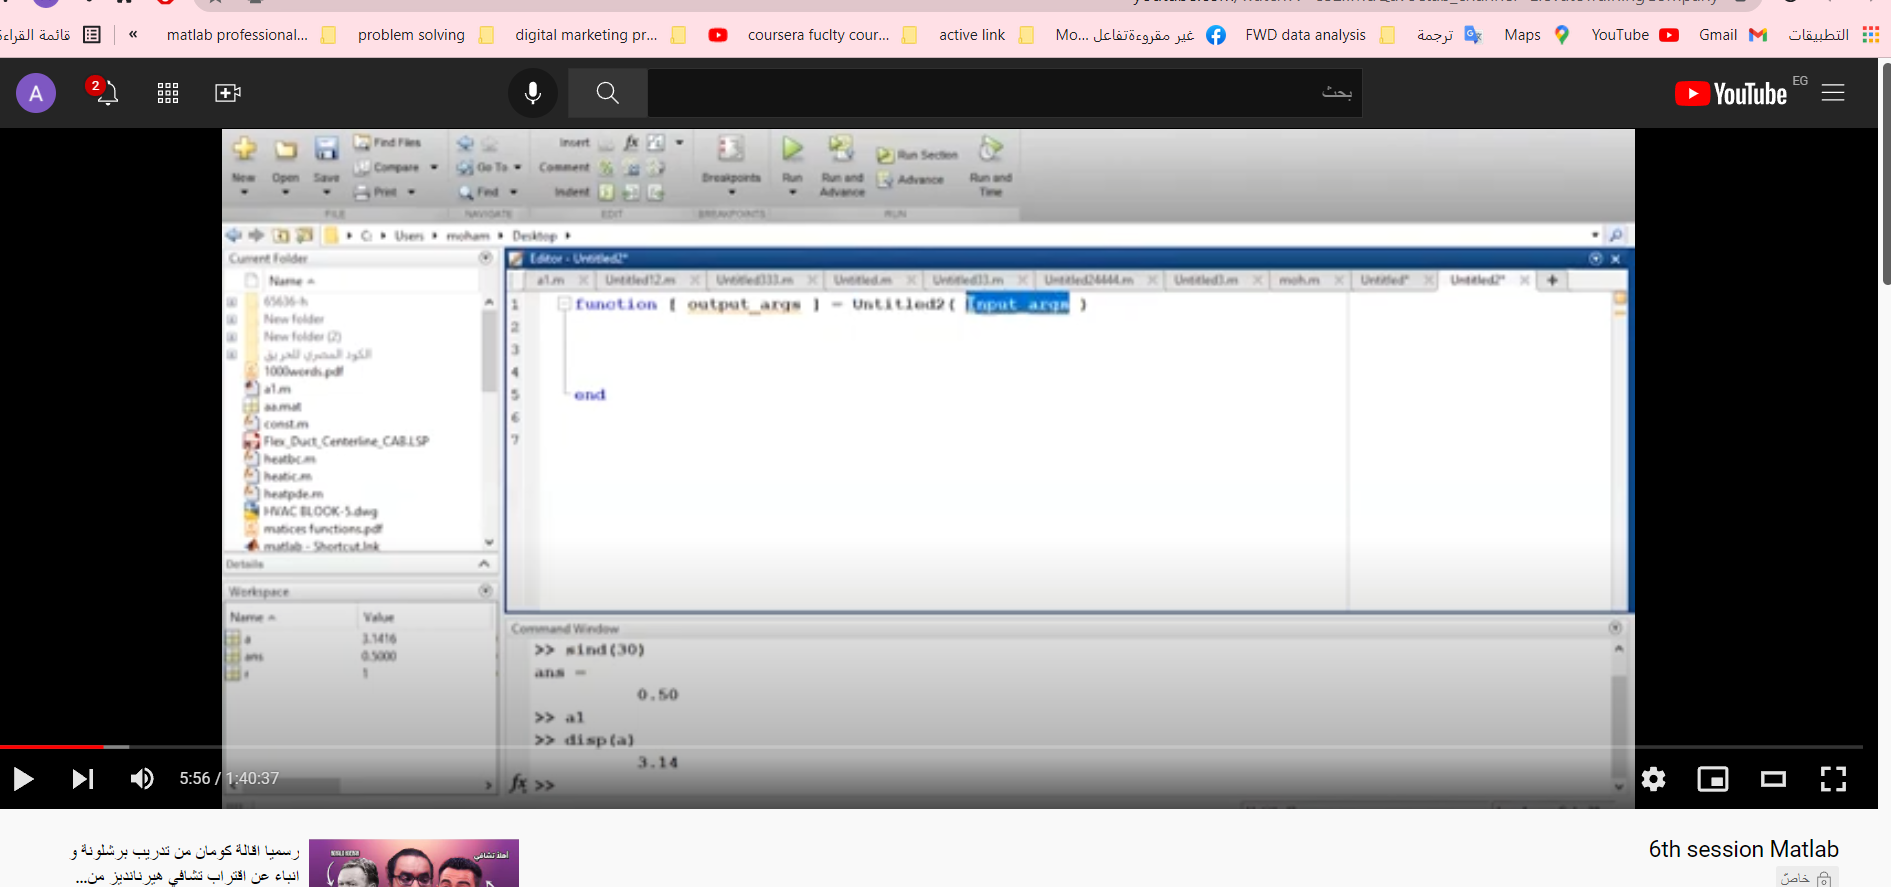 قائمة القراءة
«
matlab professional...
problem solving
digital marketing pr...
coursera fuclty cour...
active link
Mo... غير مقروءةتفاعل
FWD data analysis
ترجمة
Maps
YouTube
Gmail
التطبيقات
A
2
بحث
YouTube EG
New
Open
Save
Find Files
Compare
Print
Go To
Find
Insert
Comment
Indent
fx
Breakpoints
Run
Run and Advance
Run Section
Advance
Run and Time
FILE
NAVIGATE
EDIT
BREAKPOINTS
RUN
C: Users moham Desktop
Current Folder
Name
65636-h
New folder
New folder (2)
الكود المصري للحريق
1000words.pdf
a1.m
aa.mat
const.m
Flex_Duct_Centerline_CAB.LSP
heatbc.m
heatic.m
heatpde.m
HVAC BLOOK-5.dwg
matices functions.pdf
matlab - Shortcut.lnk
Details
Workspace
Name Value
a 3.1416
ans 0.5000
r 1
Editor - Untitled2*
a1.m Untitled12.m Untitled333.m Untitled.m Untitled33.m Untitled24444.m Untitled3.m moh.m Untitled* Untitled2* +
1 function [ output_args ] = Untitled2( input_args )
2
3
4
5 end
6
7
Command Window
>> sind(30)
ans =
0.50
>> a1
>> disp(a)
3.14
fx >>
5:56 / 1:40:37
6th session Matlab
خاصّ
رسميا اقالة كومان من تدريب برشلونة و
انباء عن اقتراب تشافي هيرنانديز من...
RONALD KOEMAN
أهلا تشافي